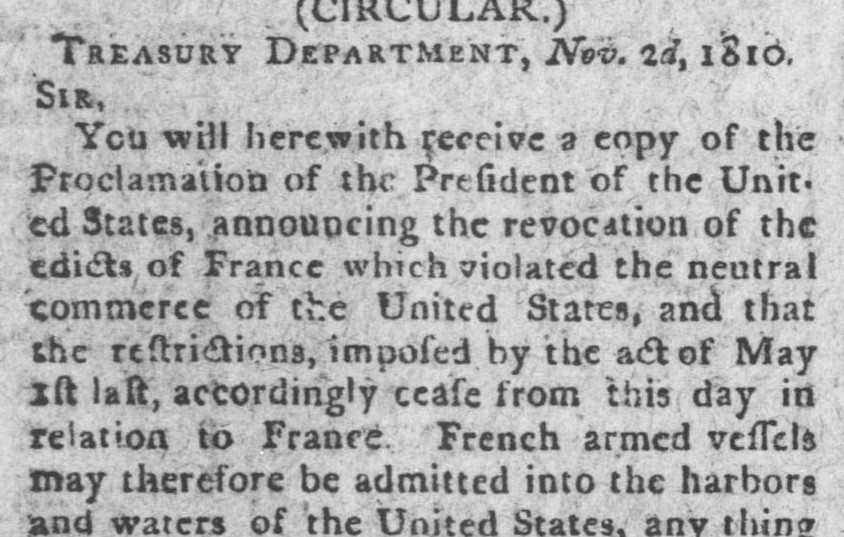 (CIRCULAR.)
TREASURY DEPARTMENT, Nov. 2d, 1810.
SIR,
You will herewith receive a copy of the
Proclamation of the Preſident of the Unit-
ed States, announcing the revocation of the
edicts of France which violated the neutral
commerce of the United States, and that
the reſtrictions, impoſed by the act of May
1ſt laſt, accordingly ceaſe from this day in
relation to France. French armed veſſels
may therefore be admitted into the harbors
and waters of the United States, any thing